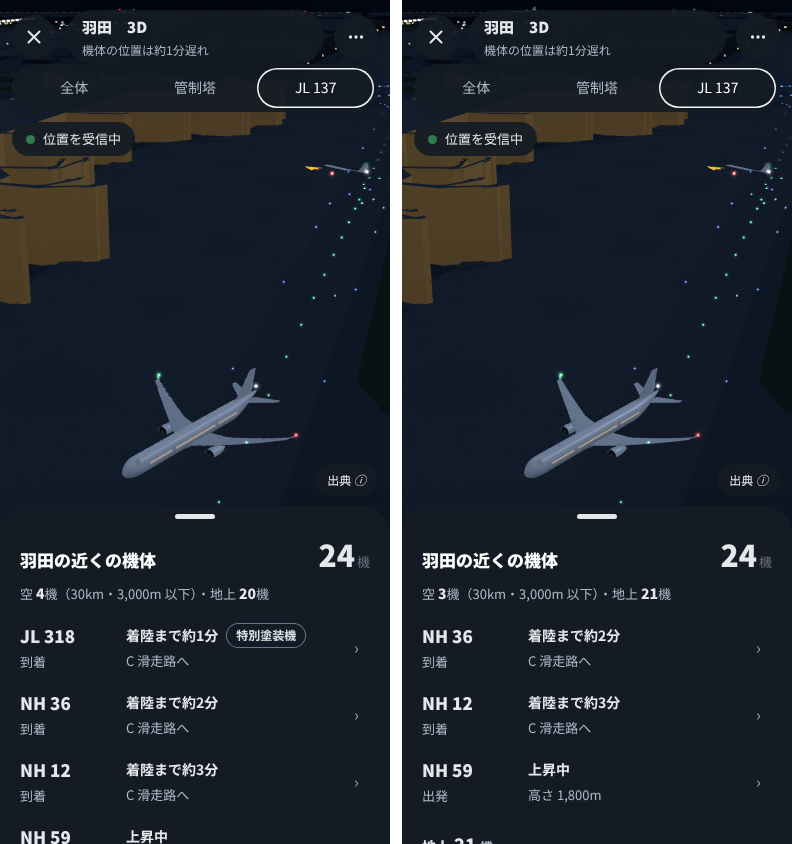 羽田 3D
機体の位置は約1分遅れ
全体 管制塔 JL 137
位置を受信中
出典
羽田の近くの機体 24機
空 4機（30km・3,000m 以下）・地上 20機
JL 318 着陸まで約1分 特別塗装機
到着 C 滑走路へ
NH 36 着陸まで約2分
到着 C 滑走路へ
NH 12 着陸まで約3分
到着 C 滑走路へ
NH 59 上昇中
羽田 3D
機体の位置は約1分遅れ
全体 管制塔 JL 137
位置を受信中
出典
羽田の近くの機体 24機
空 3機（30km・3,000m 以下）・地上 21機
NH 36 着陸まで約2分
到着 C 滑走路へ
NH 12 着陸まで約3分
到着 C 滑走路へ
NH 59 上昇中
出発 高さ 1,800m
地上 21 機